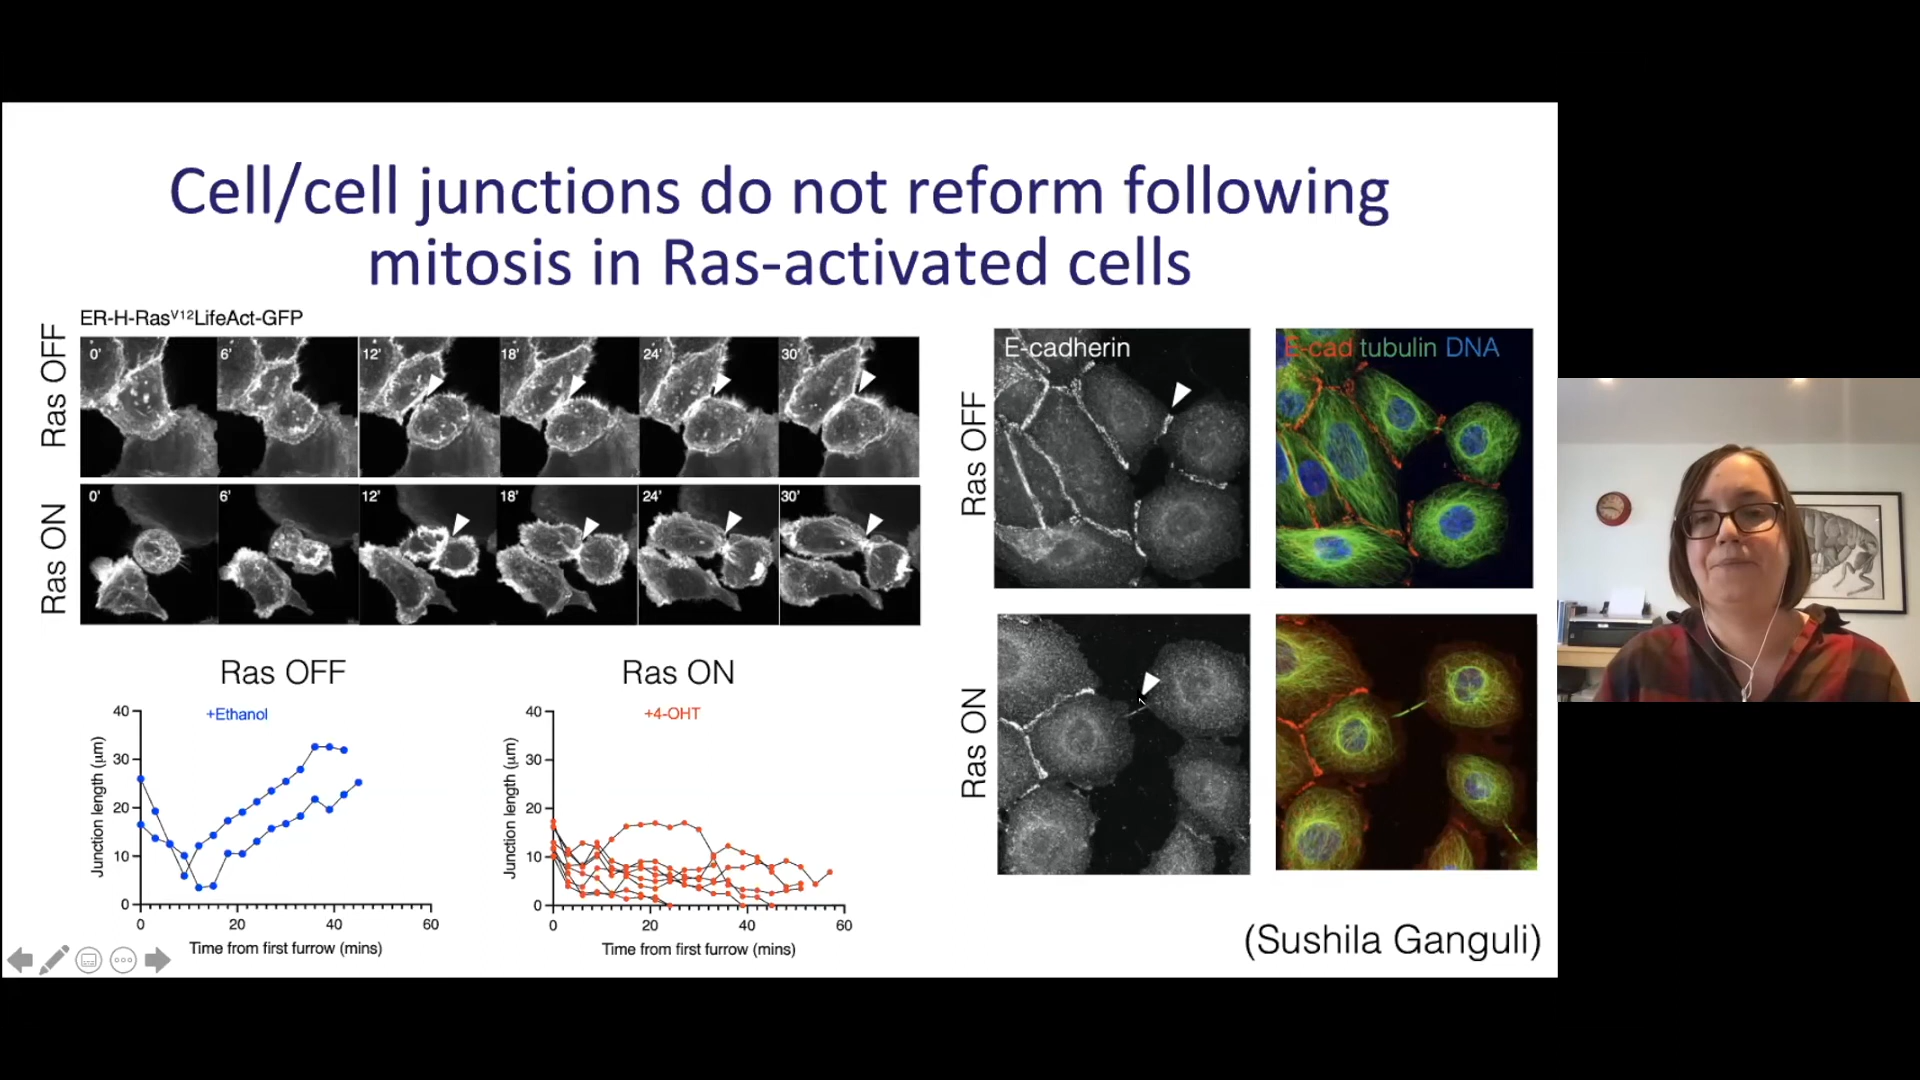 Cell/cell junctions do not reform following
mitosis in Ras-activated cells
ER-H-RasV12LifeAct-GFP
Ras OFF
0' 6' 12' 18' 24' 30'
Ras ON
0' 6' 12' 18' 24' 30'
Ras OFF
+Ethanol
Junction length (µm)
40
30
20
10
0
0 20 40 60
Time from first furrow (mins)
Ras ON
+4-OHT
Junction length (µm)
40
30
20
10
0
0 20 40 60
Time from first furrow (mins)
Ras OFF
E-cadherin
E-cad tubulin DNA
Ras ON
(Sushila Ganguli)